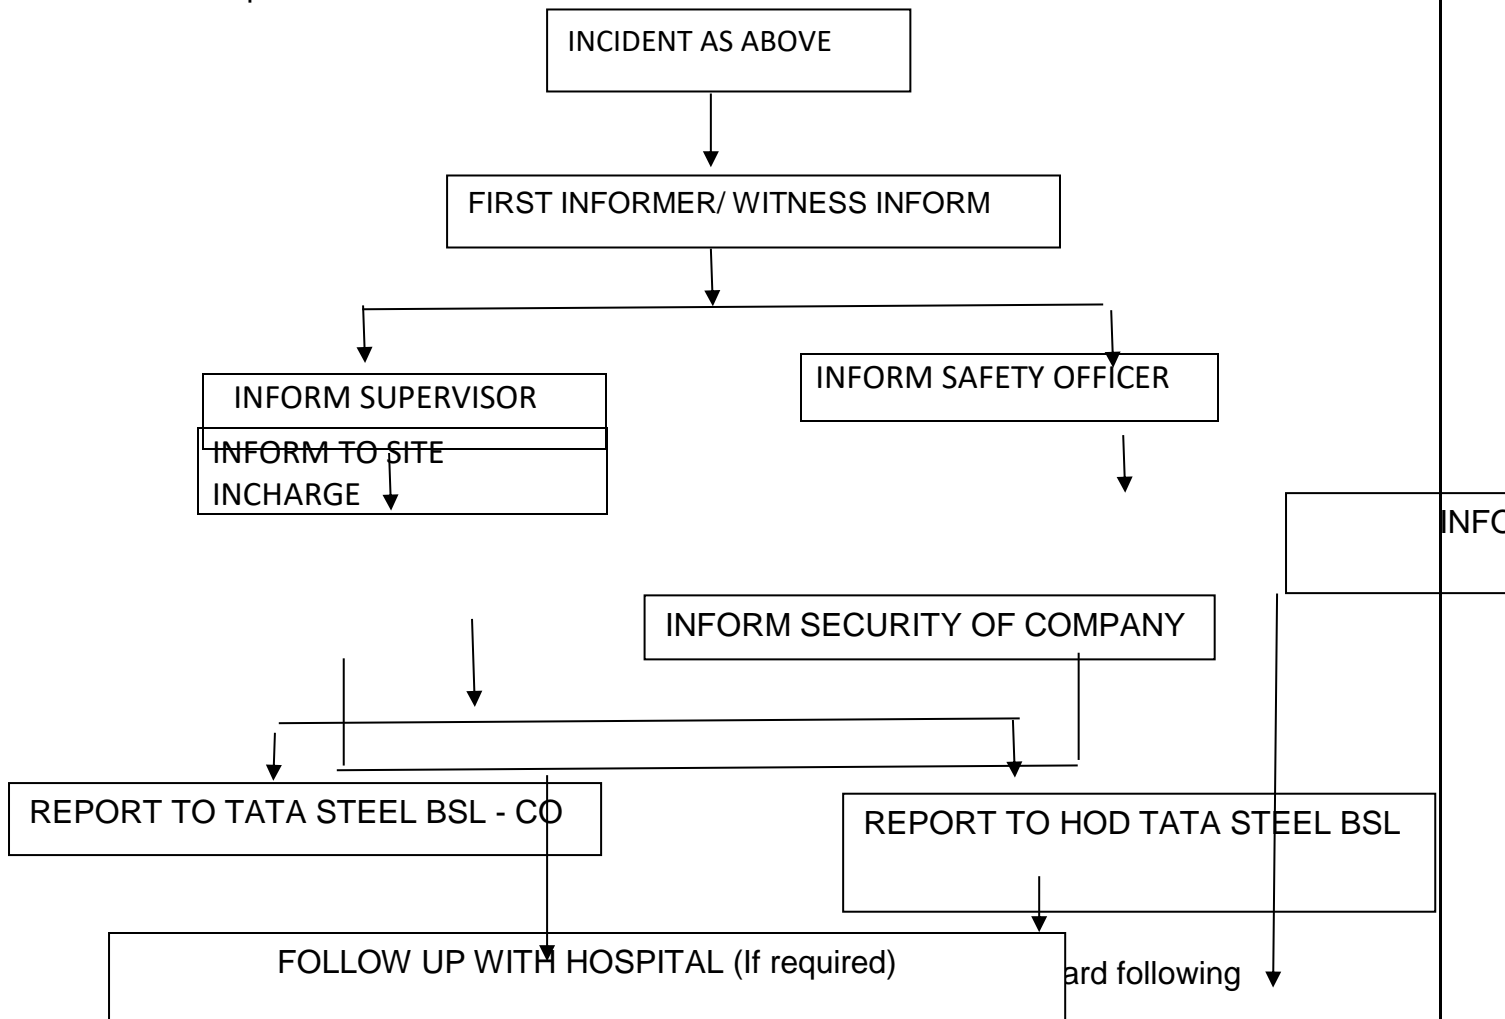 INCIDENT AS ABOVE
FIRST INFORMER/ WITNESS INFORM
INFORM SUPERVISOR
INFORM SAFETY OFFICER
INFORM TO SITE
INCHARGE
INFORM SECURITY OF COMPANY
REPORT TO TATA STEEL BSL - CO
REPORT TO HOD TATA STEEL BSL
FOLLOW UP WITH HOSPITAL (If required)
following